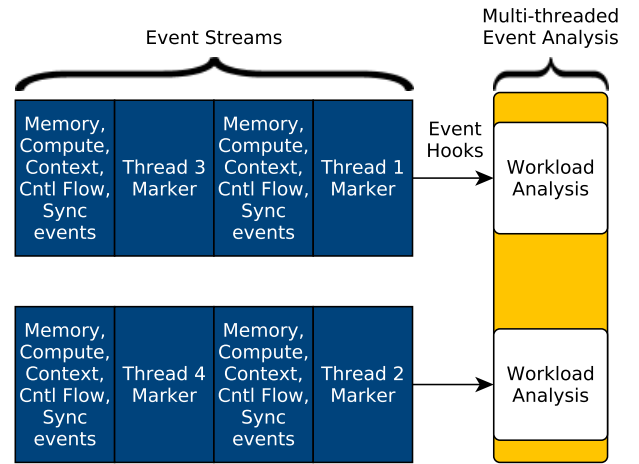 Event Streams
Multi-threaded
Event Analysis
Memory,
Compute,
Context,
Cntl Flow,
Sync
events
Thread 3
Marker
Memory,
Compute,
Context,
Cntl Flow,
Sync
events
Thread 1
Marker
Event
Hooks
Workload
Analysis
Memory,
Compute,
Context,
Cntl Flow,
Sync
events
Thread 4
Marker
Memory,
Compute,
Context,
Cntl Flow,
Sync
events
Thread 2
Marker
Workload
Analysis